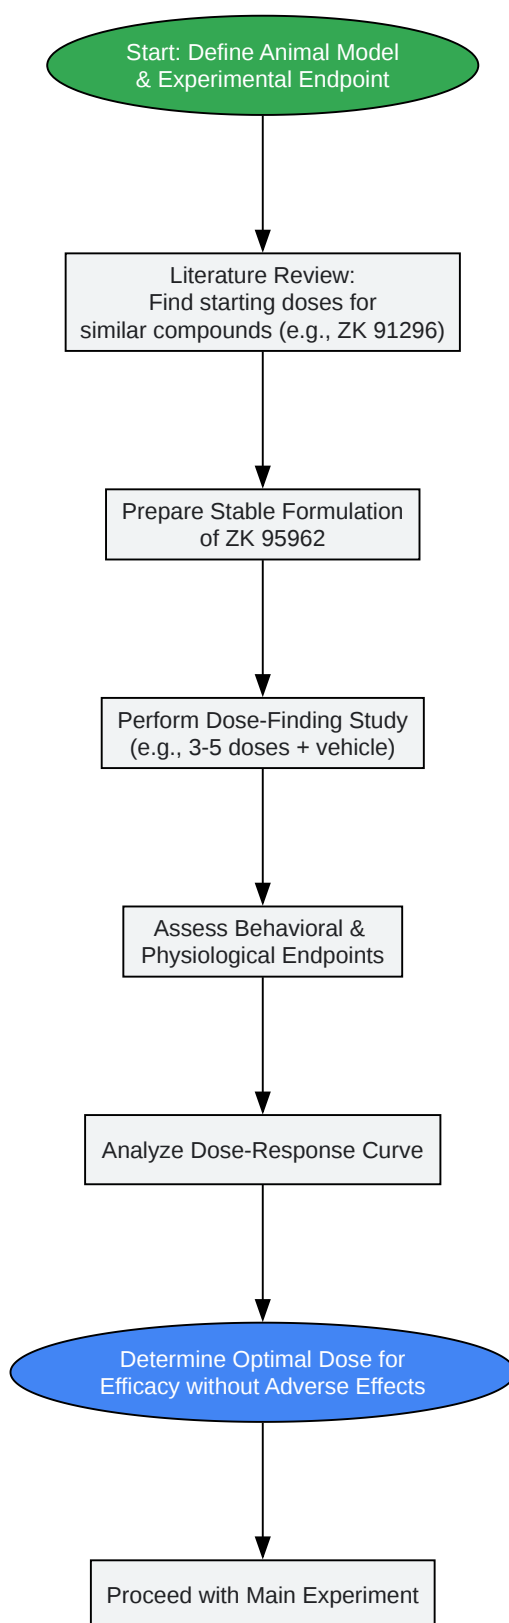 Start: Define Animal Model
& Experimental Endpoint
Literature Review:
Find starting doses for
similar compounds (e.g., ZK 91296)
Prepare Stable Formulation
of ZK 95962
Perform Dose-Finding Study
(e.g., 3-5 doses + vehicle)
Assess Behavioral &
Physiological Endpoints
Analyze Dose-Response Curve
Determine Optimal Dose for
Efficacy without Adverse Effects
Proceed with Main Experiment